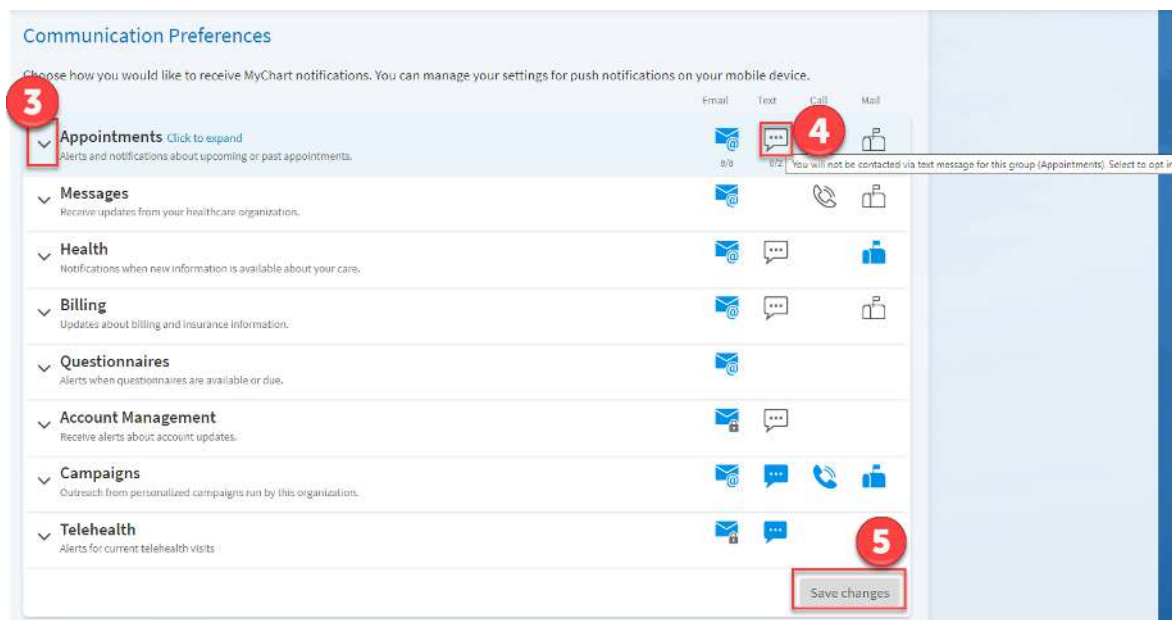 Communication Preferences
Choose how you would like to receive MyChart notifications. You can manage your settings for push notifications on your mobile device.
3
Email Text Call Mail
4
Appointments Click to expand
Alerts and notifications about upcoming or past appointments.
8/8 0/2
You will not be contacted via text message for this group (Appointments). Select to opt in
Messages
Receive updates from your healthcare organization.
Health
Notifications when new information is available about your care.
Billing
Updates about billing and insurance information.
Questionnaires
Alerts when questionnaires are available or due.
Account Management
Receive alerts about account updates.
Campaigns
Outreach from personalized campaigns run by this organization.
Telehealth
Alerts for current telehealth visits
5
Save changes